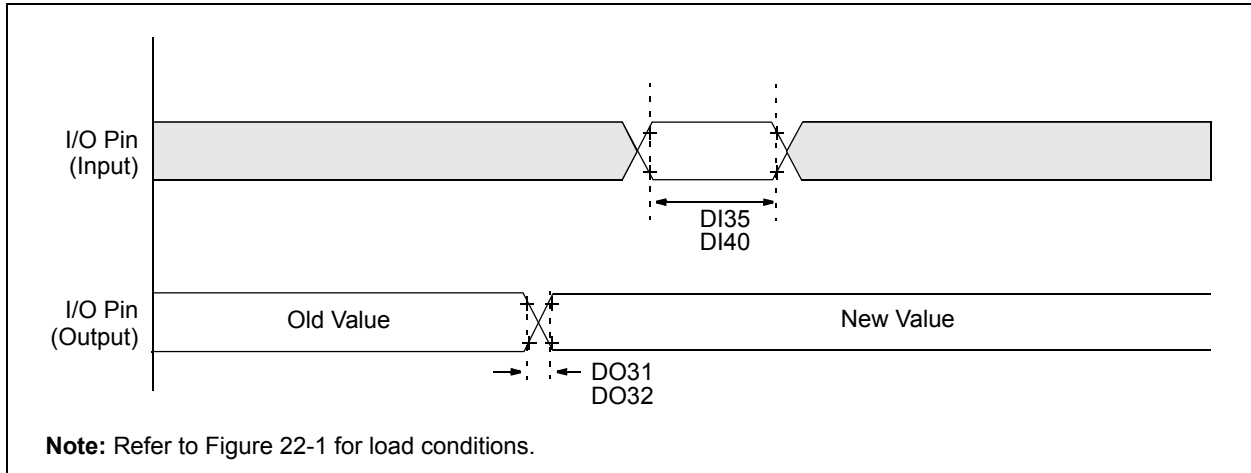 I/O Pin
(Input)
DI35
DI40
I/O Pin
(Output)
Old Value
New Value
DO31
DO32
Note: Refer to Figure 22-1 for load conditions.